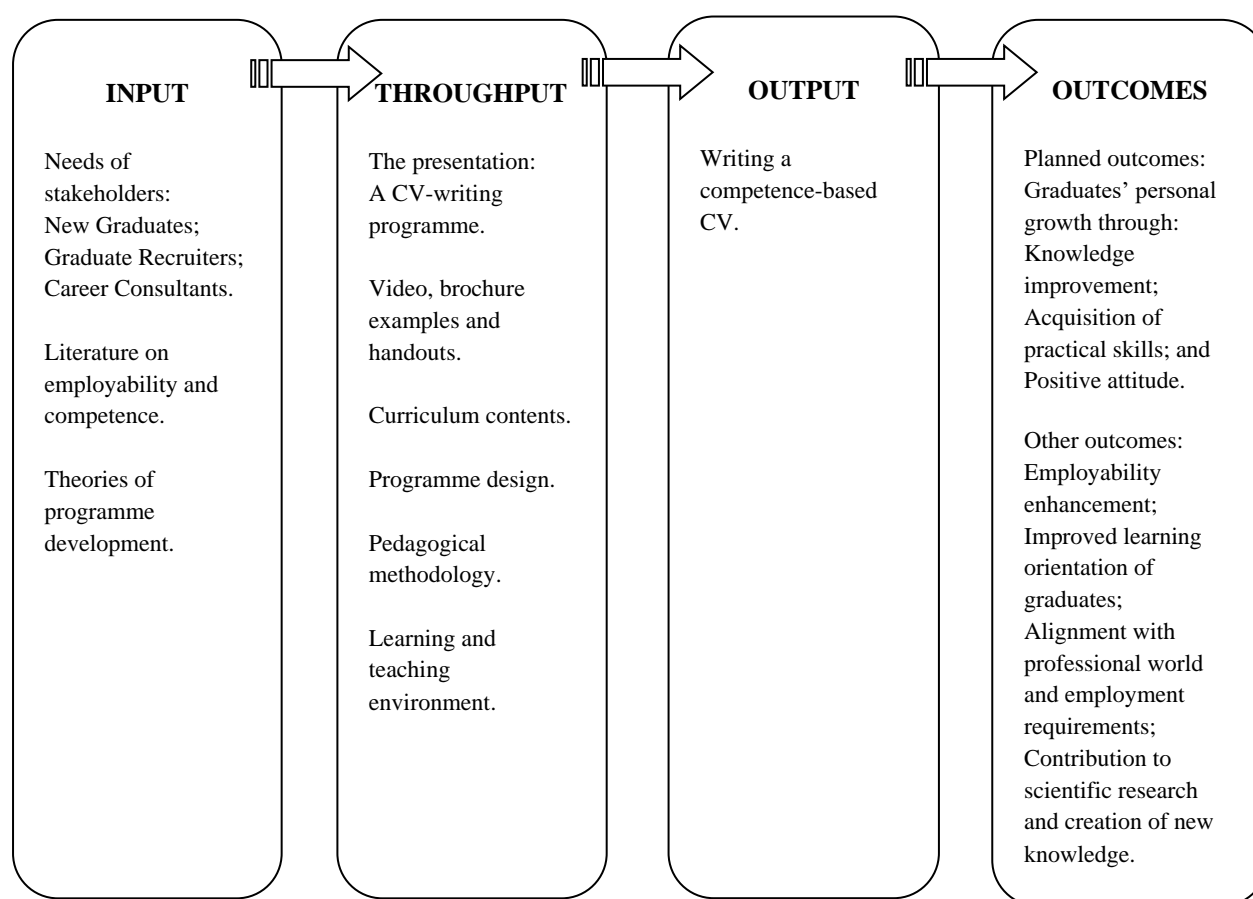 INPUT
Needs of
stakeholders:
New Graduates;
Graduate Recruiters;
Career Consultants.
Literature on
employability and
competence.
Theories of
programme
development.
THROUGHPUT
The presentation:
A CV-writing
programme.
Video, brochure
examples and
handouts.
Curriculum contents.
Programme design.
Pedagogical
methodology.
Learning and
teaching
environment.
OUTPUT
Writing a
competence-based
CV.
OUTCOMES
Planned outcomes:
Graduates’ personal
growth through:
Knowledge
improvement;
Acquisition of
practical skills; and
Positive attitude.
Other outcomes:
Employability
enhancement;
Improved learning
orientation of
graduates;
Alignment with
professional world
and employment
requirements;
Contribution to
scientific research
and creation of new
knowledge.